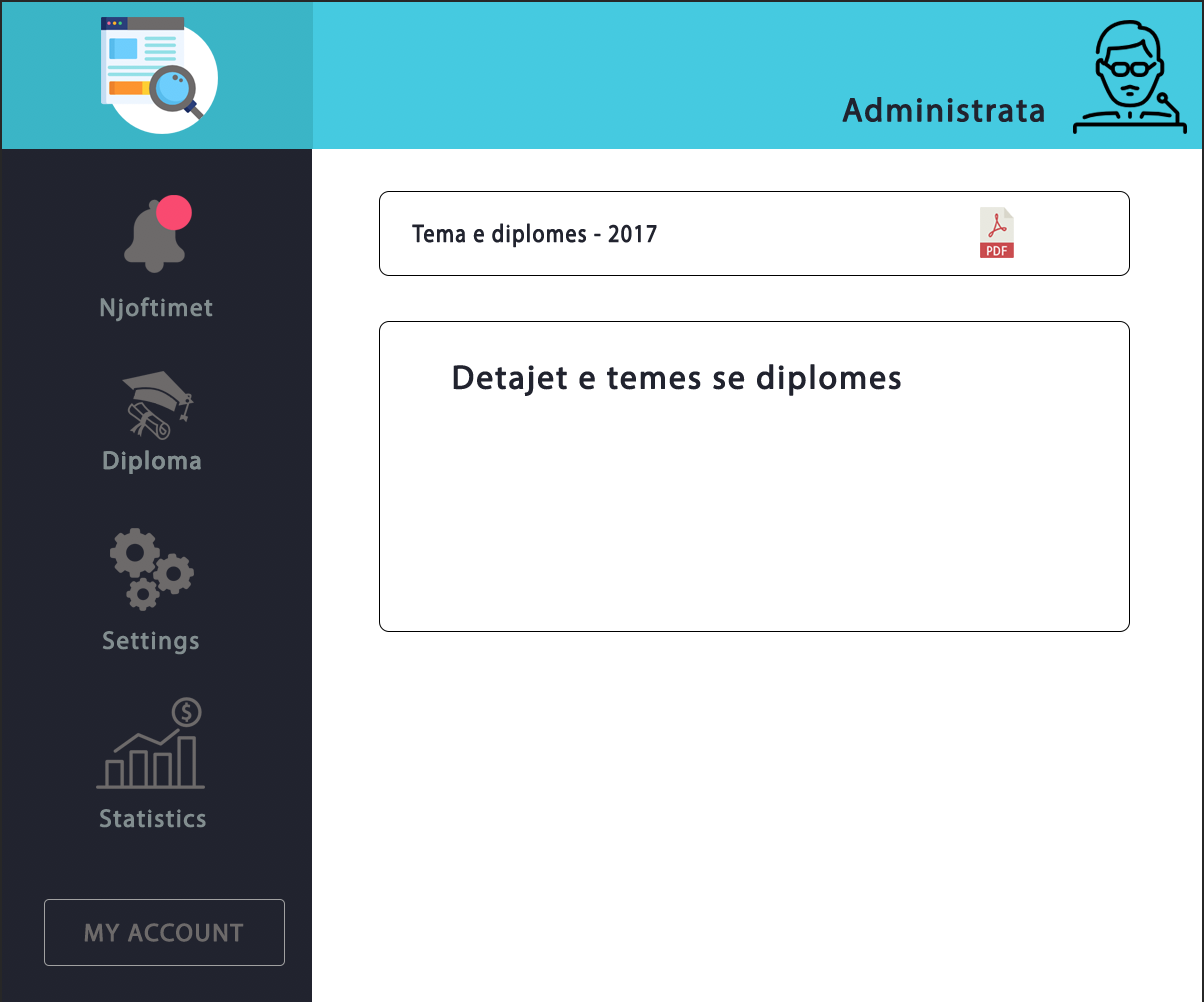 Administrata
Njoftimet
Diploma
Settings
$
Statistics
MY ACCOUNT
Tema e diplomes - 2017
PDF
Detajet e temes se diplomes